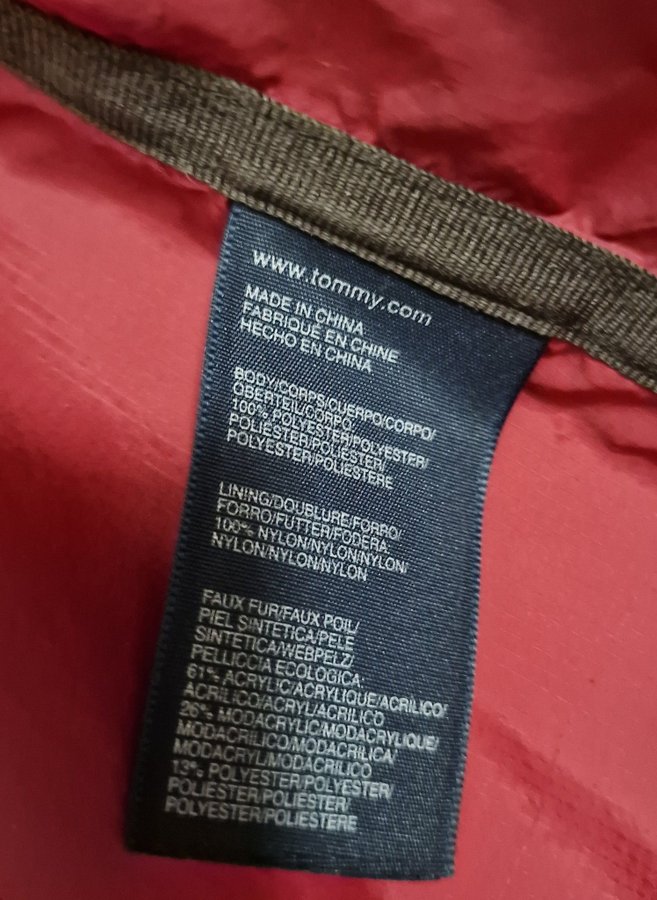 www.tommy.com
MADE IN CHINA
FABRIQUE EN CHINE
HECHO EN CHINA
BODY/CORPS/CUERPO/CORPO/
OBERTEIL/CORPO:
100% POLYESTER/POLYESTER/
POLIESTER/POLIESTER/
POLYESTER/POLIESTERE
LINING/DOUBLURE/FORRO/
FORRO/FUTTER/FODERA:
100% NYLON/NYLON/NYLON/
NYLON/NYLON/NYLON
FAUX FUR/FAUX POIL/
PIEL SINTETICA/PELE
SINTETICA/WEBPELZ/
PELLICCIA ECOLOGICA:
61% ACRYLIC/ACRYLIQUE/ACRILICO/
ACRILICO/ACRYL/ACRILICO
26% MODACRYLIC/MODACRYLIQUE/
MODACRILICO/MODACRILICA/
MODACRYL/MODACRILICO
13% POLYESTER/POLYESTER/
POLIESTER/POLIESTER/
POLYESTER/POLIESTERE